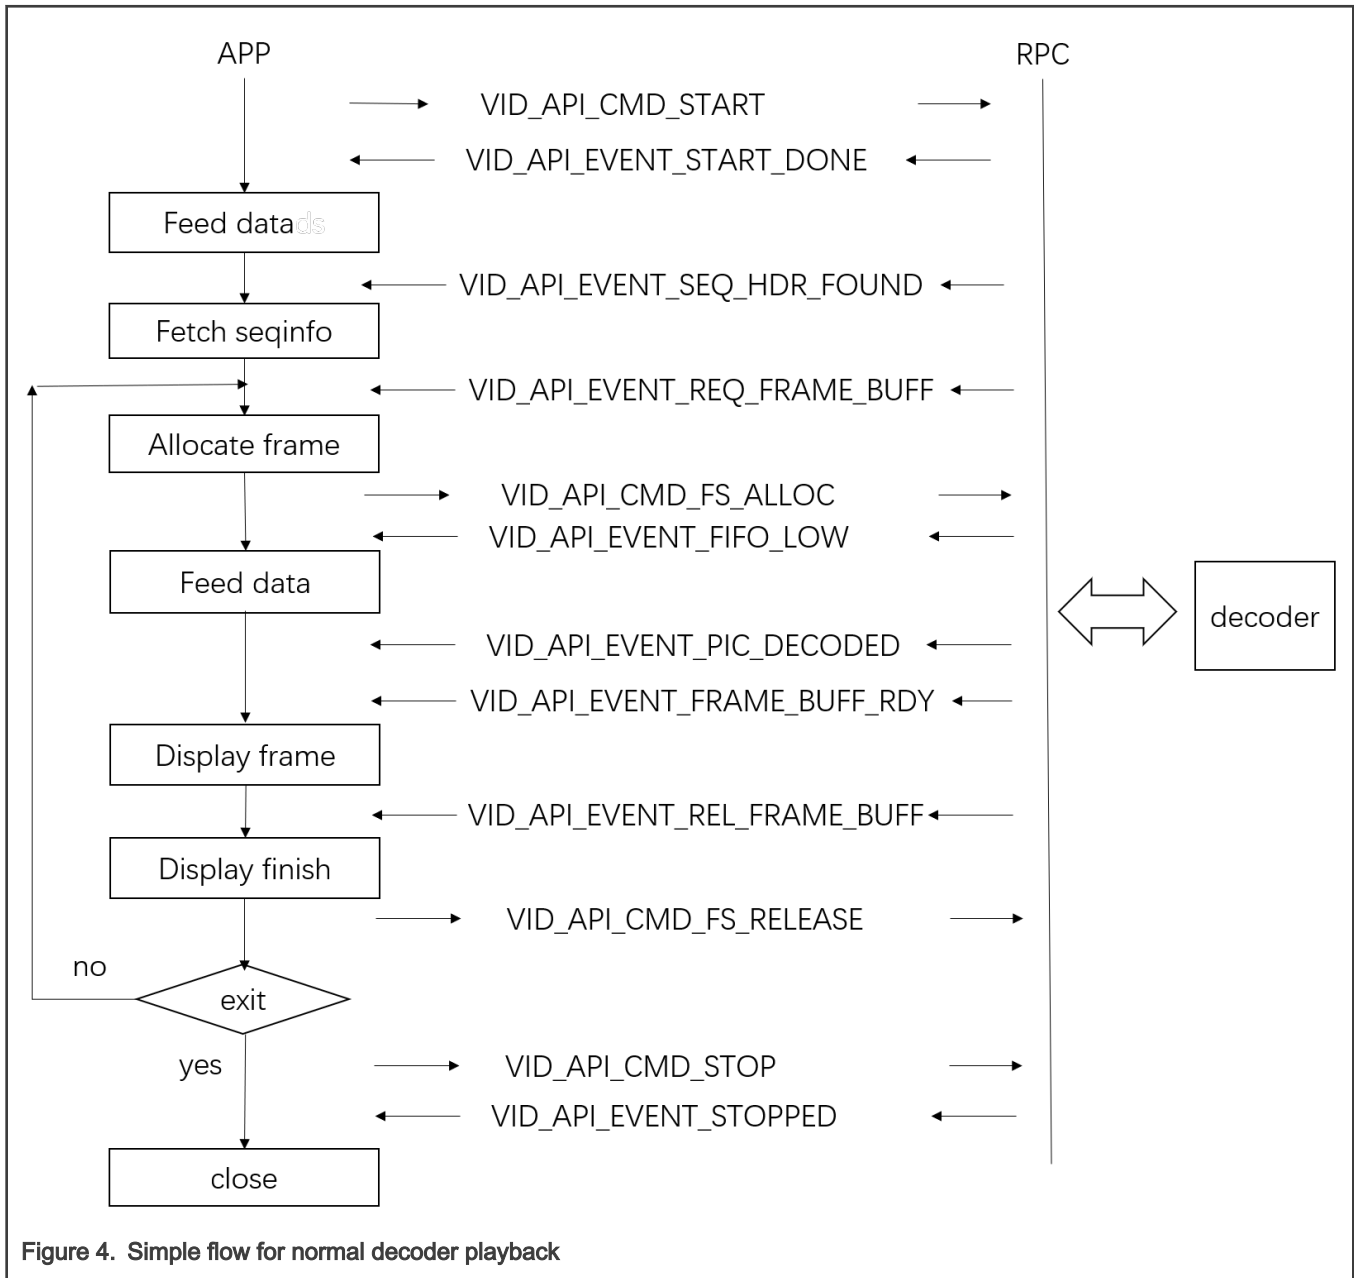 APP
RPC
VID_API_CMD_START
VID_API_EVENT_START_DONE
Feed datads
VID_API_EVENT_SEQ_HDR_FOUND
Fetch seqinfo
VID_API_EVENT_REQ_FRAME_BUFF
Allocate frame
VID_API_CMD_FS_ALLOC
VID_API_EVENT_FIFO_LOW
Feed data
decoder
VID_API_EVENT_PIC_DECODED
VID_API_EVENT_FRAME_BUFF_RDY
Display frame
VID_API_EVENT_REL_FRAME_BUFF
Display finish
VID_API_CMD_FS_RELEASE
no
exit
yes
VID_API_CMD_STOP
VID_API_EVENT_STOPPED
close
Figure 4. Simple flow for normal decoder playback